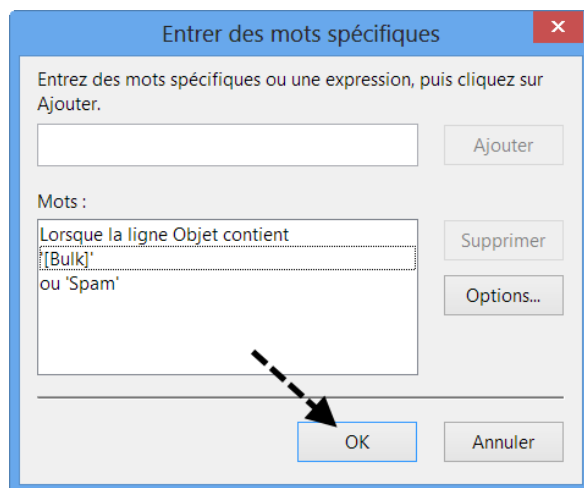 Entrer des mots spécifiques
Entrez des mots spécifiques ou une expression, puis cliquez sur
Ajouter.
Ajouter
Mots :
Lorsque la ligne Objet contient
'[Bulk]'
ou 'Spam'
Supprimer
Options...
OK
Annuler